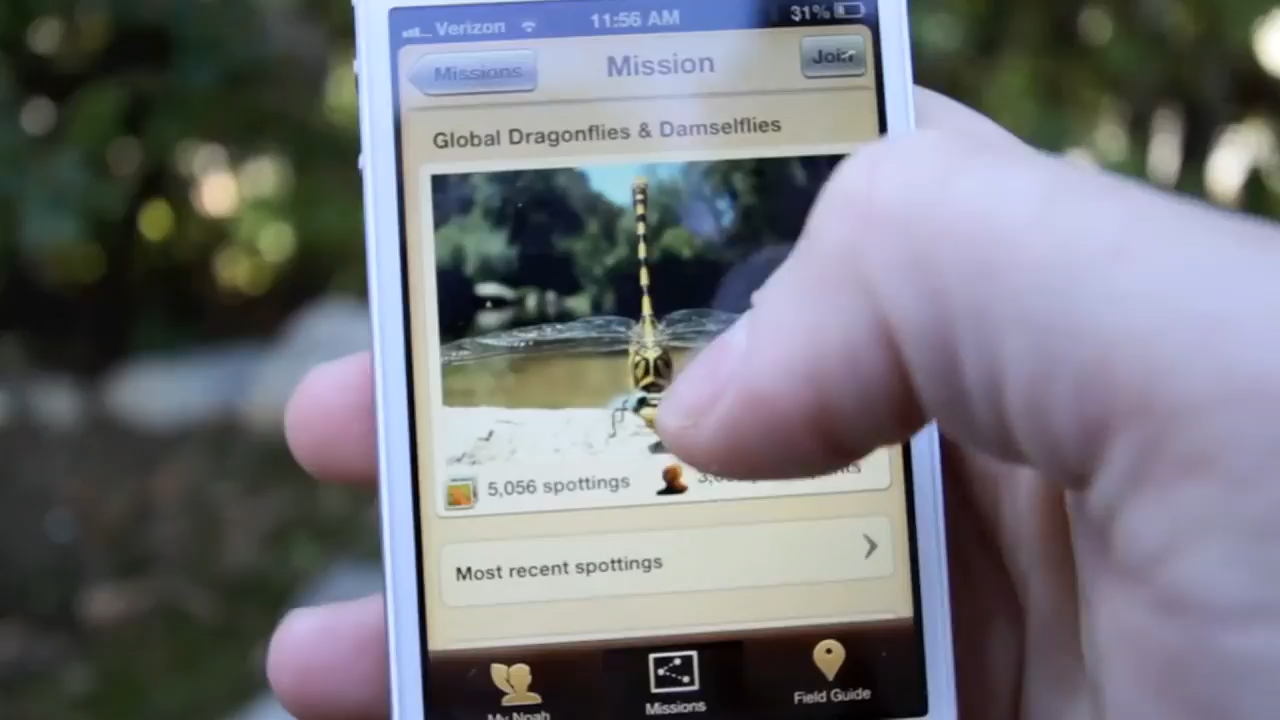 Verizon 11:56 AM 31%
Missions Mission Join
Global Dragonflies & Damselflies
5,056 spottings
Most recent spottings
My Noah Missions Field Guide